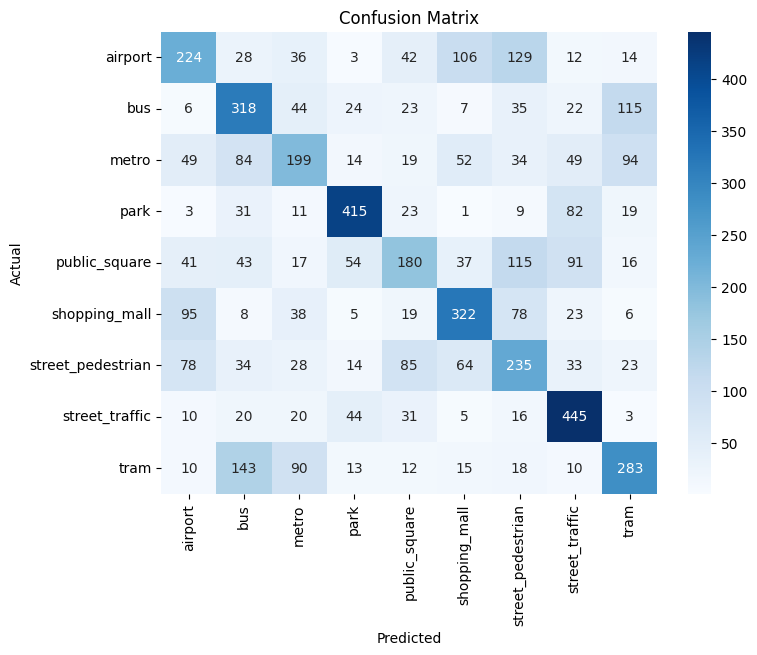 Confusion Matrix
airport 224 28 36 3 42 106 129 12 14
bus 6 318 44 24 23 7 35 22 115
metro 49 84 199 14 19 52 34 49 94
park 3 31 11 415 23 1 9 82 19
public_square 41 43 17 54 180 37 115 91 16
shopping_mall 95 8 38 5 19 322 78 23 6
street_pedestrian 78 34 28 14 85 64 235 33 23
street_traffic 10 20 20 44 31 5 16 445 3
tram 10 143 90 13 12 15 18 10 283
Actual
airport
bus
metro
park
public_square
shopping_mall
street_pedestrian
street_traffic
tram
Predicted
400
350
300
250
200
150
100
50